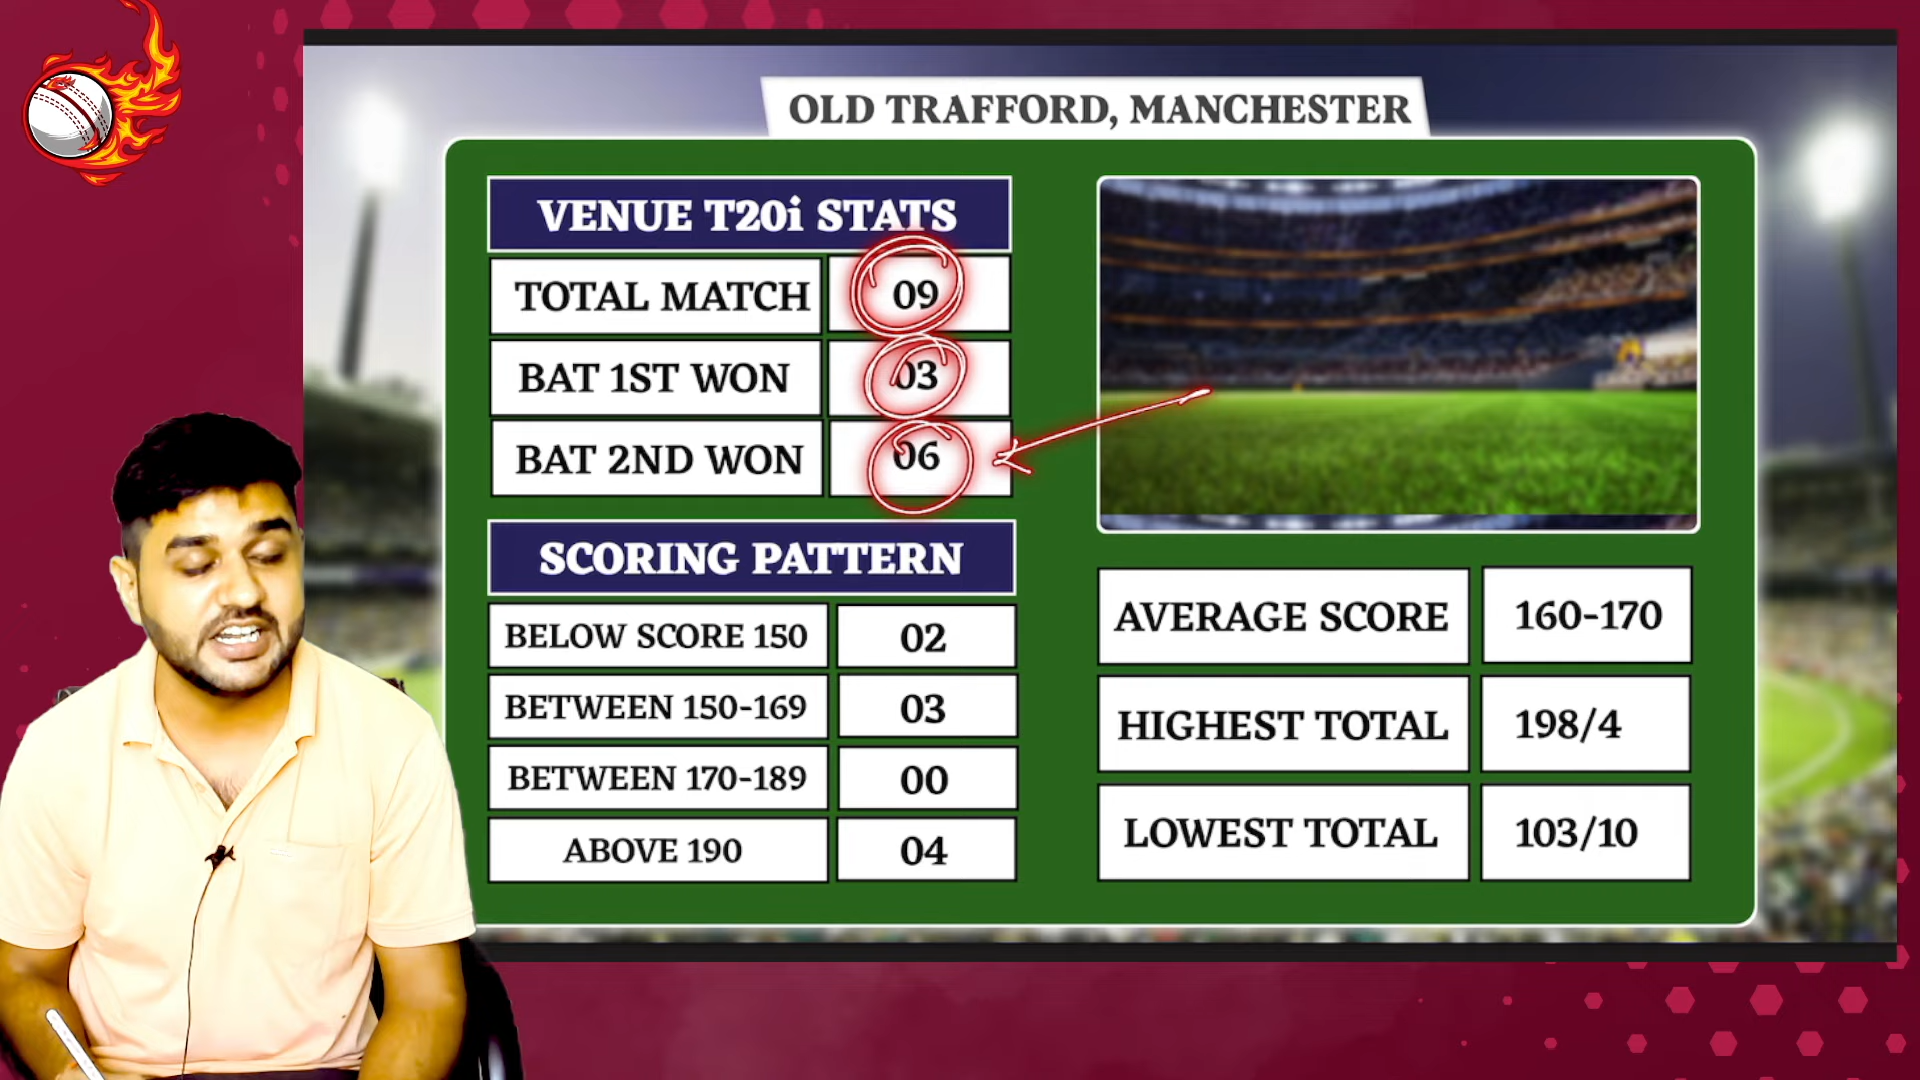 OLD TRAFFORD, MANCHESTER
VENUE T20i STATS
TOTAL MATCH 09
BAT 1ST WON 03
BAT 2ND WON 06
SCORING PATTERN
BELOW SCORE 150 02
BETWEEN 150-169 03
BETWEEN 170-189 00
ABOVE 190 04
AVERAGE SCORE 160-170
HIGHEST TOTAL 198/4
LOWEST TOTAL 103/10